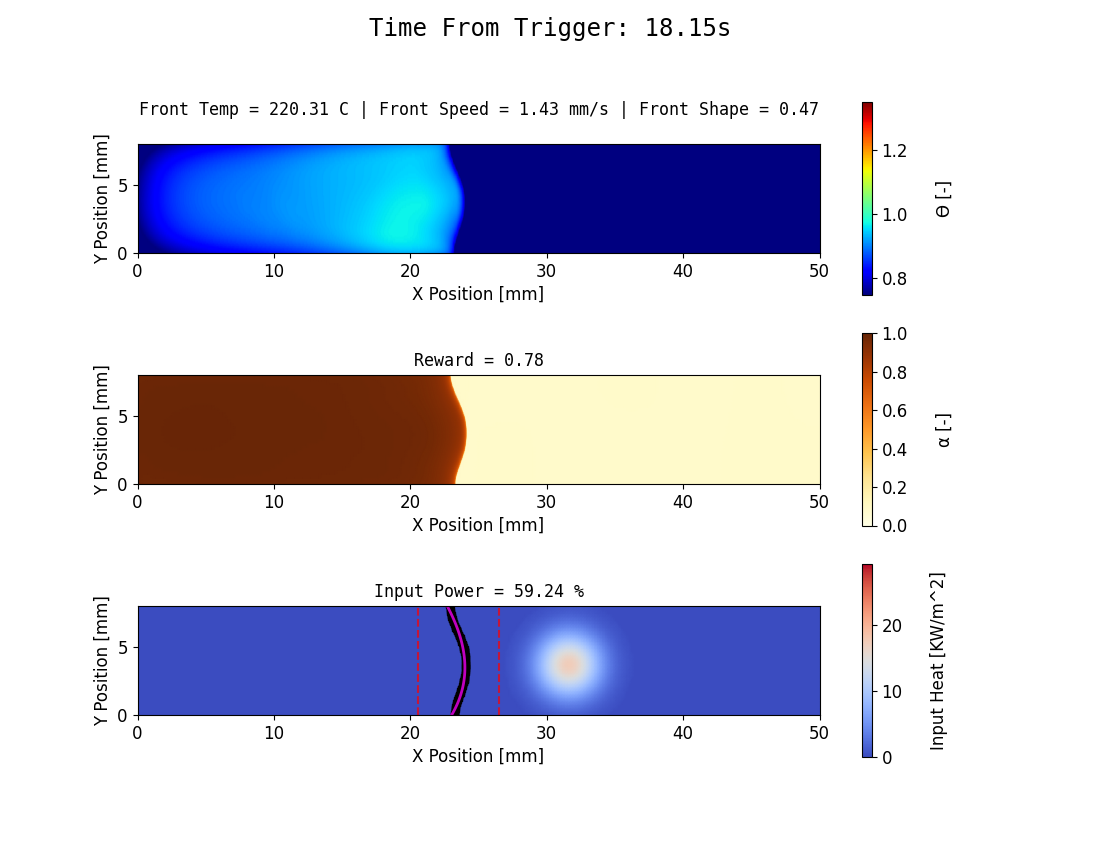 Time From Trigger: 18.15s
Front Temp = 220.31 C | Front Speed = 1.43 mm/s | Front Shape = 0.47
Y Position [mm]
5
0
0 10 20 30 40 50
X Position [mm]
1.2
1.0
0.8
Θ [-]
Reward = 0.78
Y Position [mm]
5
0
0 10 20 30 40 50
X Position [mm]
1.0
0.8
0.6
0.4
0.2
0.0
α [-]
Input Power = 59.24 %
Y Position [mm]
5
0
0 10 20 30 40 50
X Position [mm]
20
10
0
Input Heat [KW/m^2]